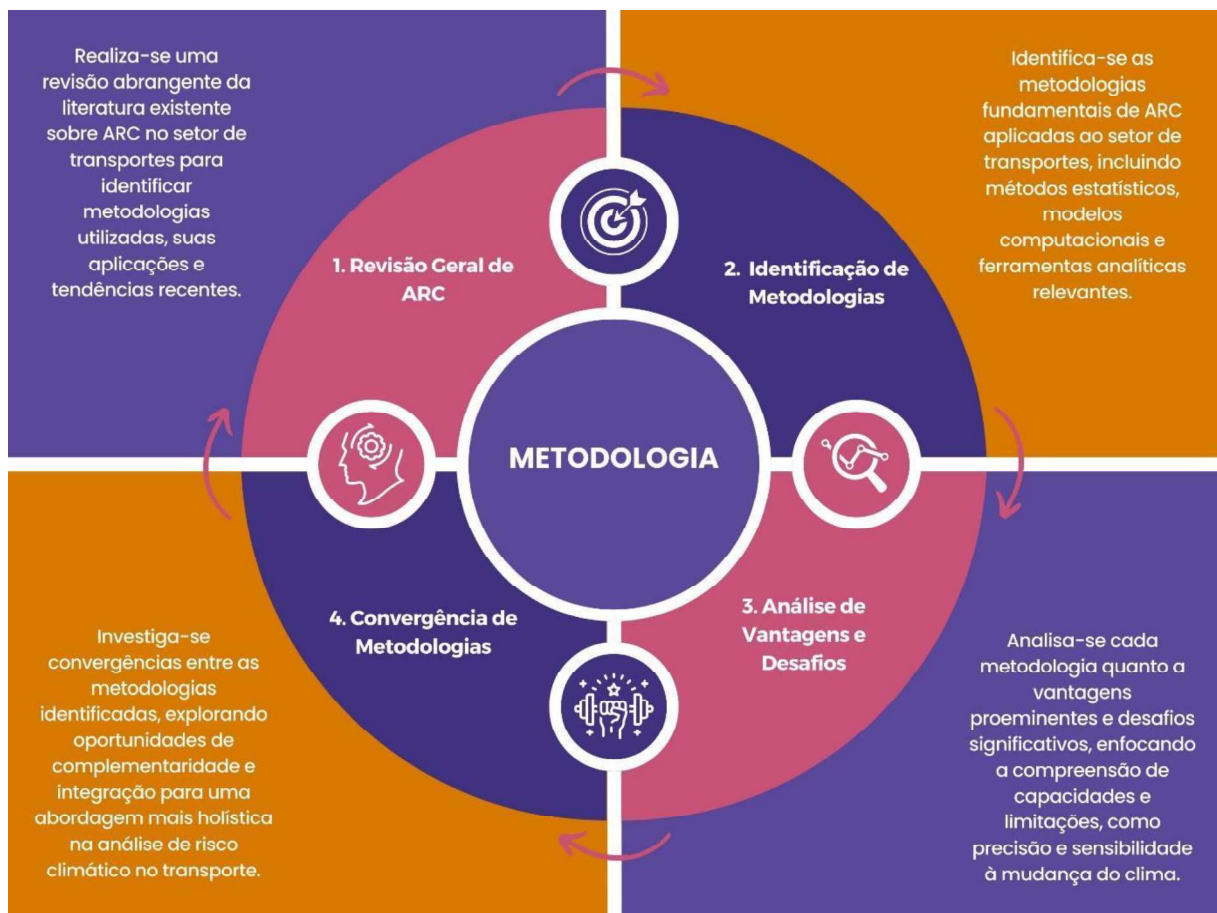 Realiza-se uma
revisão abrangente da
literatura existente
sobre ARC no setor de
transportes para
identificar
metodologias
utilizadas, suas
aplicações e
tendências recentes.
Identifica-se as
metodologias
fundamentais de ARC
aplicadas ao setor de
transportes, incluindo
métodos estatísticos,
modelos
computacionais e
ferramentas analíticas
relevantes.
1. Revisão Geral de
ARC
2. Identificação de
Metodologias
METODOLOGIA
3. Análise de
Vantagens e
Desafios
4. Convergência de
Metodologias
Analisa-se cada
metodologia quanto a
vantagens
proeminentes e desafios
significativos, enfocando
a compreensão de
capacidades e
limitações, como
precisão e sensibilidade
à mudança do clima.
Investiga-se
convergências entre as
metodologias
identificadas, explorando
oportunidades de
complementaridade e
integração para uma
abordagem mais holística
na análise de risco
climático no transporte.